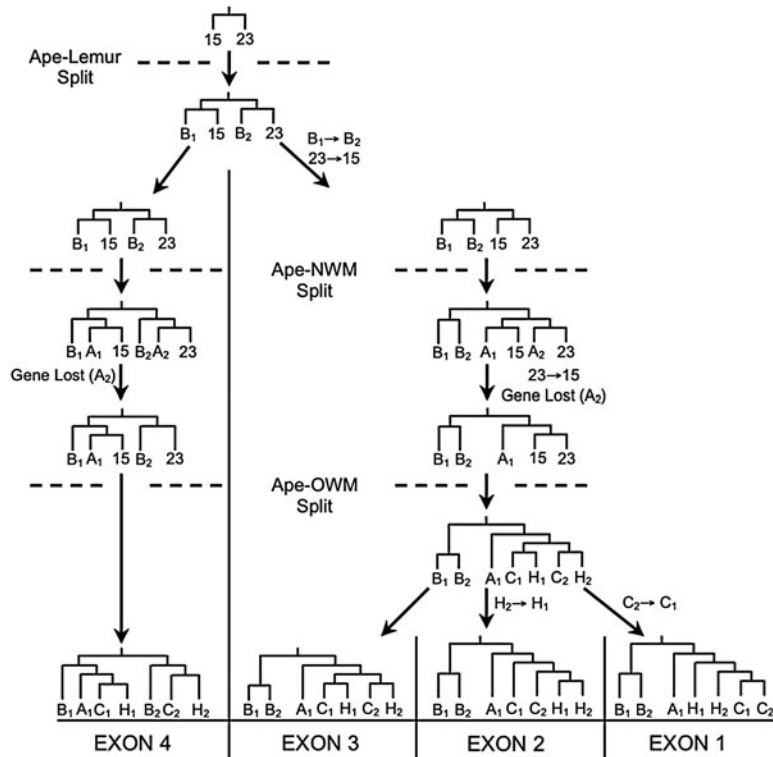 15 23
Ape-Lemur
Split
B₁ 15 B₂ 23
B₁→ B₂
23→15
B₁ 15 B₂ 23
B₁ B₂ 15 23
Ape-NWM
Split
B₁ A₁ 15 B₂ A₂ 23
B₁ B₂ A₁ 15 A₂ 23
Gene Lost (A₂)
23→15
Gene Lost (A₂)
B₁ A₁ 15 B₂ 23
B₁ B₂ A₁ 15 23
Ape-OWM
Split
B₁ B₂ A₁ C₁ H₁ C₂ H₂
H₂→ H₁
C₂→ C₁
B₁ A₁ C₁ H₁ B₂ C₂ H₂
B₁ B₂ A₁ C₁ H₁ C₂ H₂
B₁ B₂ A₁ C₁ C₂ H₁ H₂
B₁ B₂ A₁ H₁ H₂ C₁ C₂
EXON 4
EXON 3
EXON 2
EXON 1